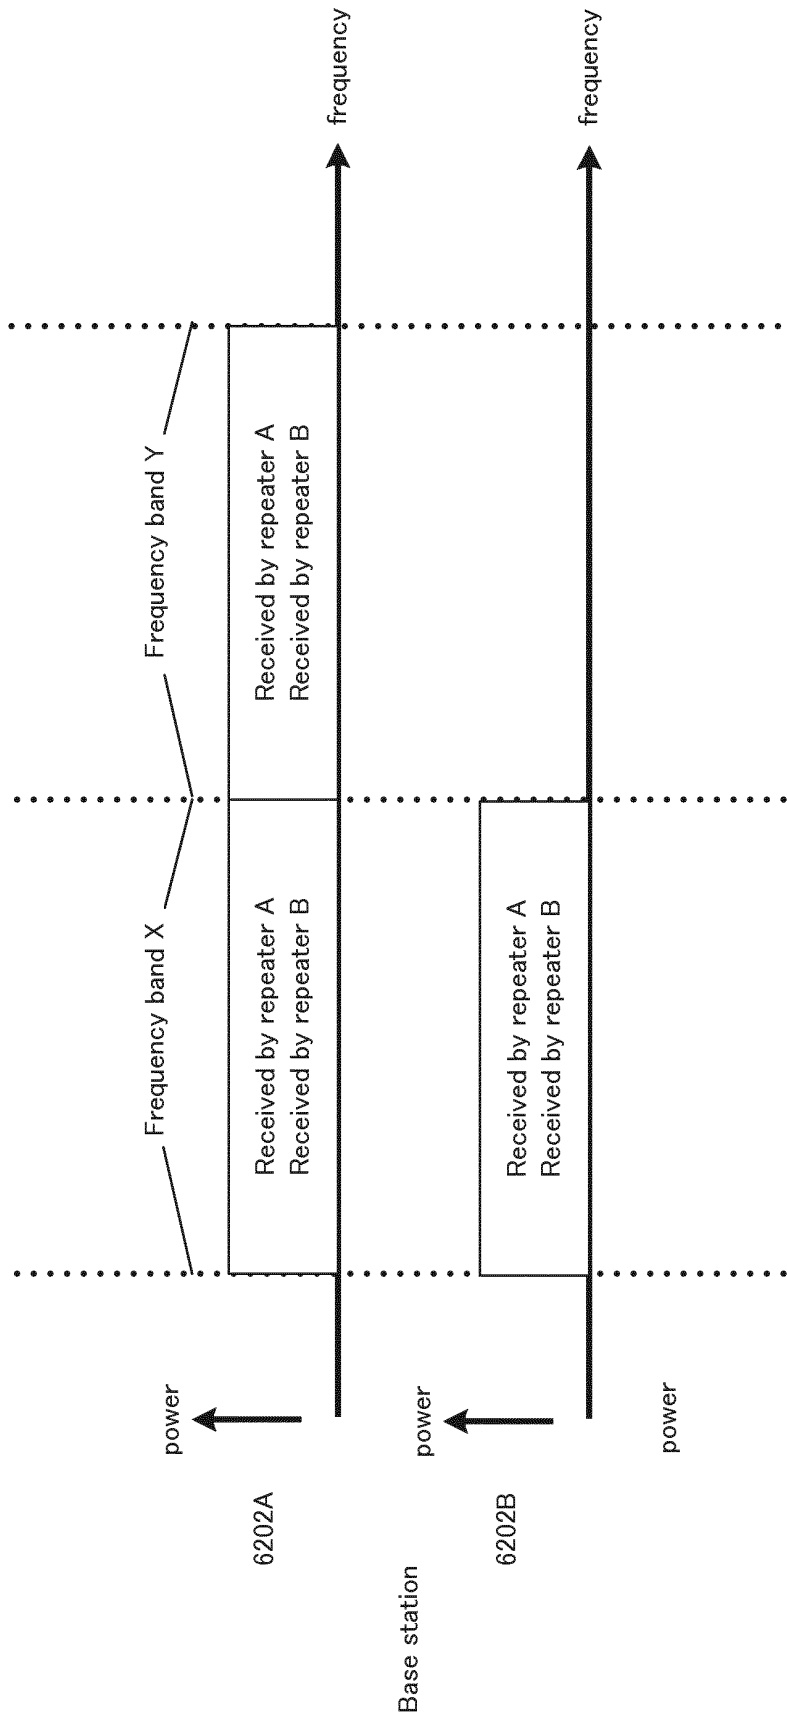 Frequency band X
Frequency band Y
power
6202A
Received by repeater A
Received by repeater B
Received by repeater A
Received by repeater B
frequency
Base station
power
6202B
Received by repeater A
Received by repeater B
frequency
power